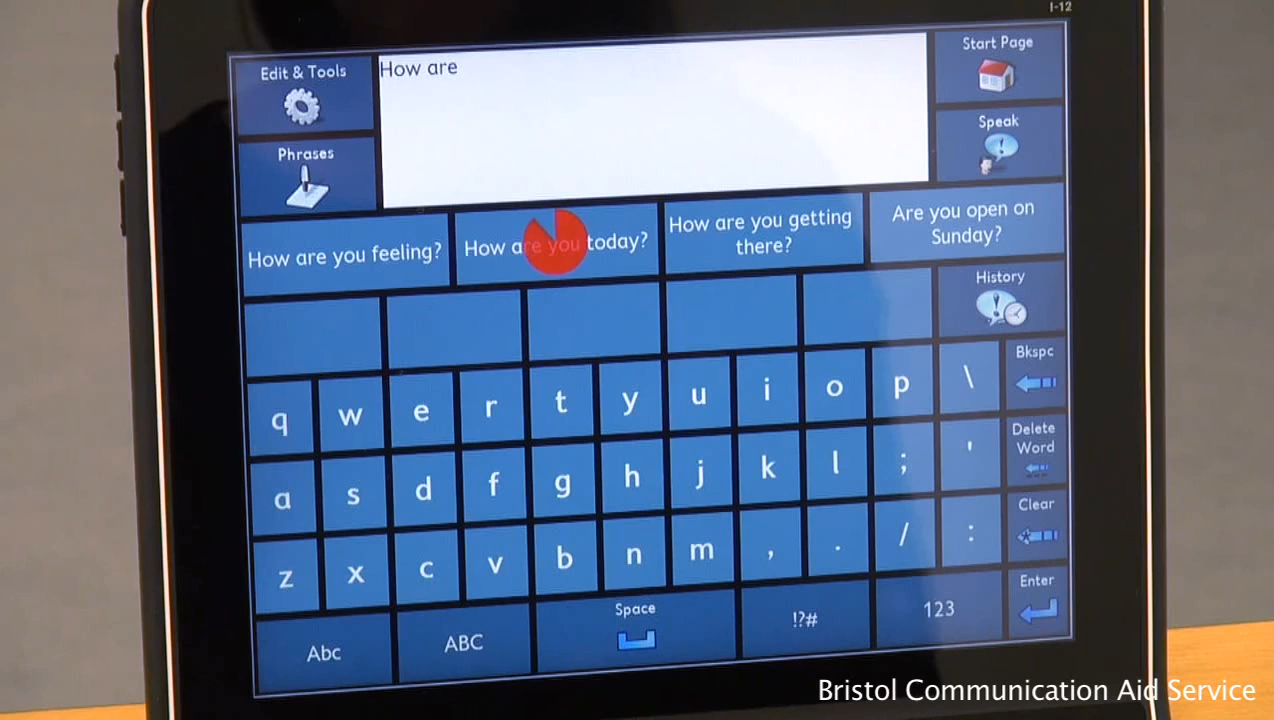 I-12
Edit & Tools
How are
Start Page
Phrases
Speak
How are you feeling?
How are you today?
How are you getting
there?
Are you open on
Sunday?
History
q w e r t y u i o p \ Bkspc
a s d f g h j k l ; ' Delete
Word
z x c v b n m , . / : Clear
Abc ABC Space !?# 123 Enter
Bristol Communication Aid Service